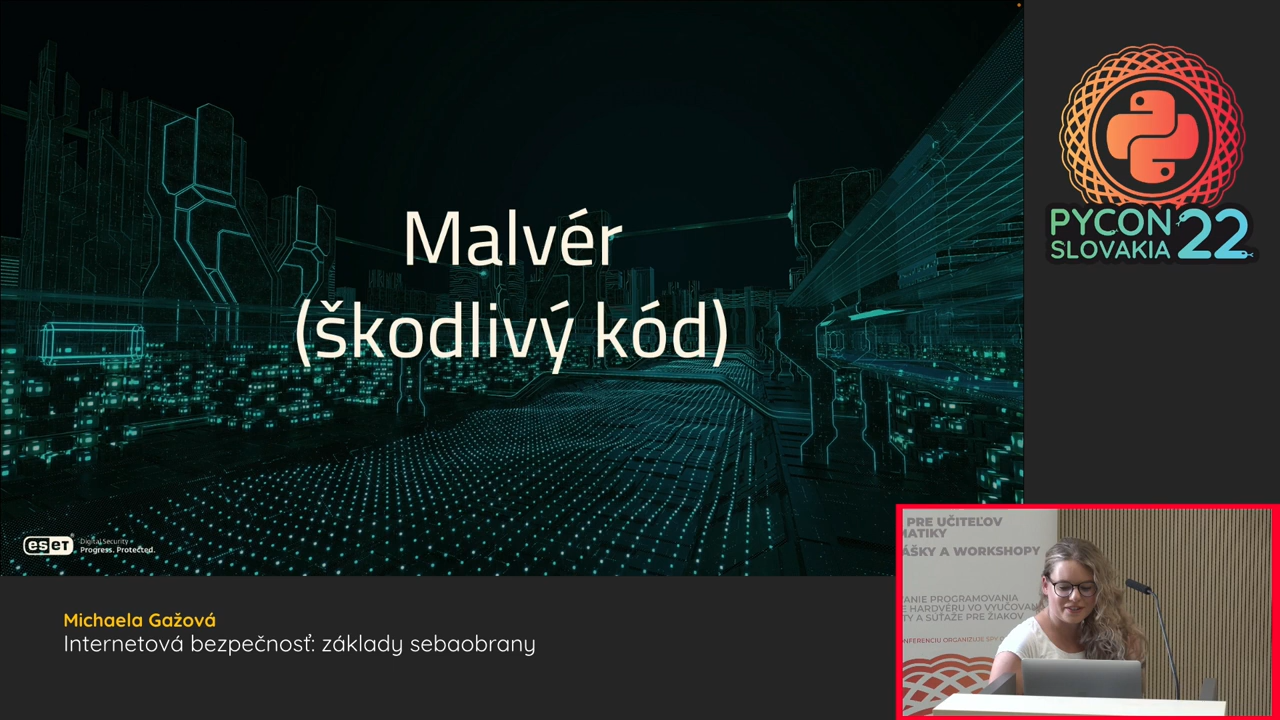 Malvér
(škodlivý kód)
eset
Digital Security
Progress. Protected.
PYCON
SLOVAKIA
22
Michaela Gažová
Internetová bezpečnosť: základy sebaobrany
PRE UČITEĽOV
MATIKY
ÁŠKY A WORKSHOPY
ANIE PROGRAMOVANIA
E HARDVÉRU VO VYUČOVA
TY A SÚŤAŽE PRE ŽIAKOV
ONFERENCIU ORGANIZUJE SPY